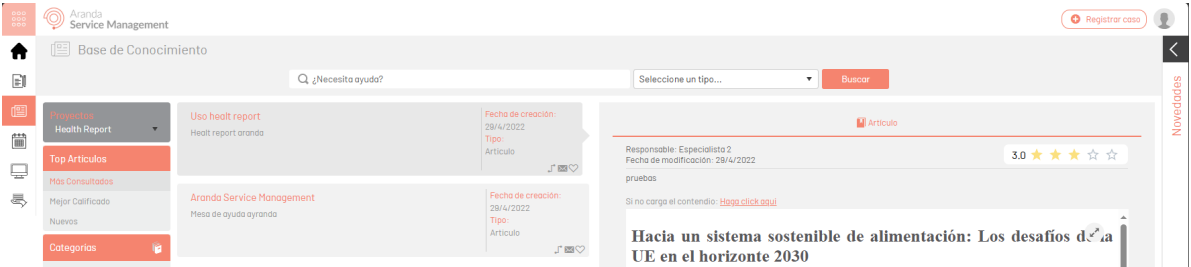 Aranda
Service Management
Registrar caso
Base de Conocimiento
¿Necesita ayuda?
Seleccione un tipo...
Buscar
Novedades
Proyectos
Health Report
Top Artículos
Más Consultados
Mejor Calificado
Nuevos
Categorías
Uso healt report
Healt report aranda
Fecha de creación:
29/4/2022
Tipo:
Artículo
Aranda Service Management
Mesa de ayuda ayranda
Fecha de creación:
29/4/2022
Tipo:
Artículo
Artículo
Responsable: Especialista 2
Fecha de modificación: 29/4/2022
3.0
pruebas
Si no carga el contendio: Haga click aquí
Hacia un sistema sostenible de alimentación: Los desafíos de la
UE en el horizonte 2030